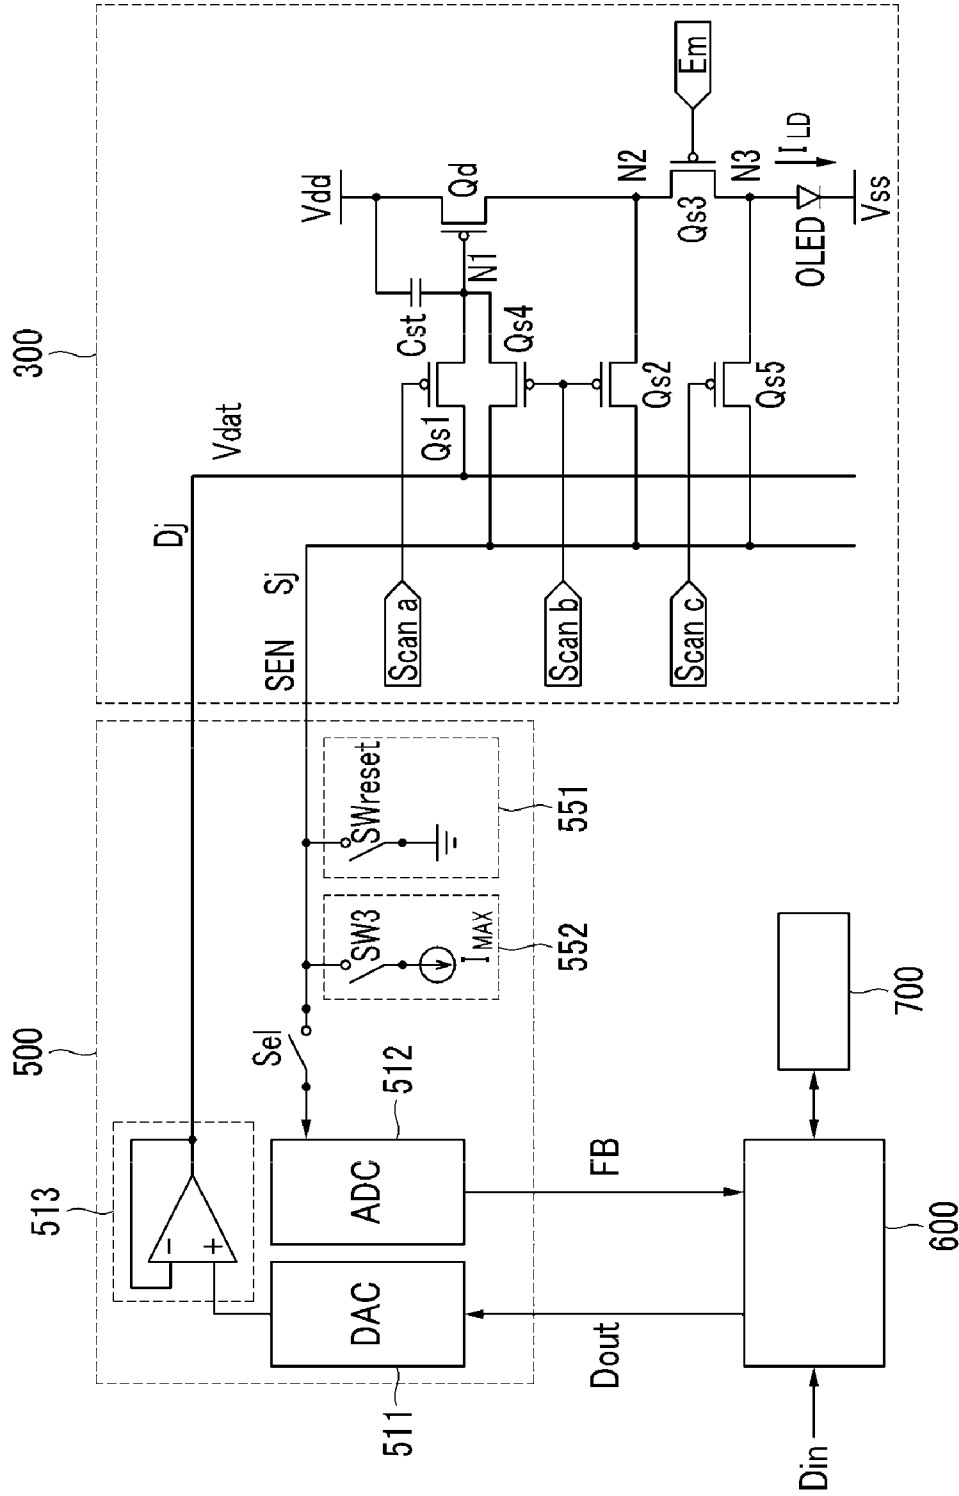 500
300
513
Dj
Vdat
Vdd
Cst
Qd
N1
Qs1
Qs4
N2
Em
Qs2
Qs3
N3
ILD
Qs5
OLED
Vss
SEN
Sj
Scan a
Scan b
Scan c
-
+
Sel
SW3
IMAX
SWreset
552
551
DAC
ADC
511
512
Dout
FB
Din
600
700